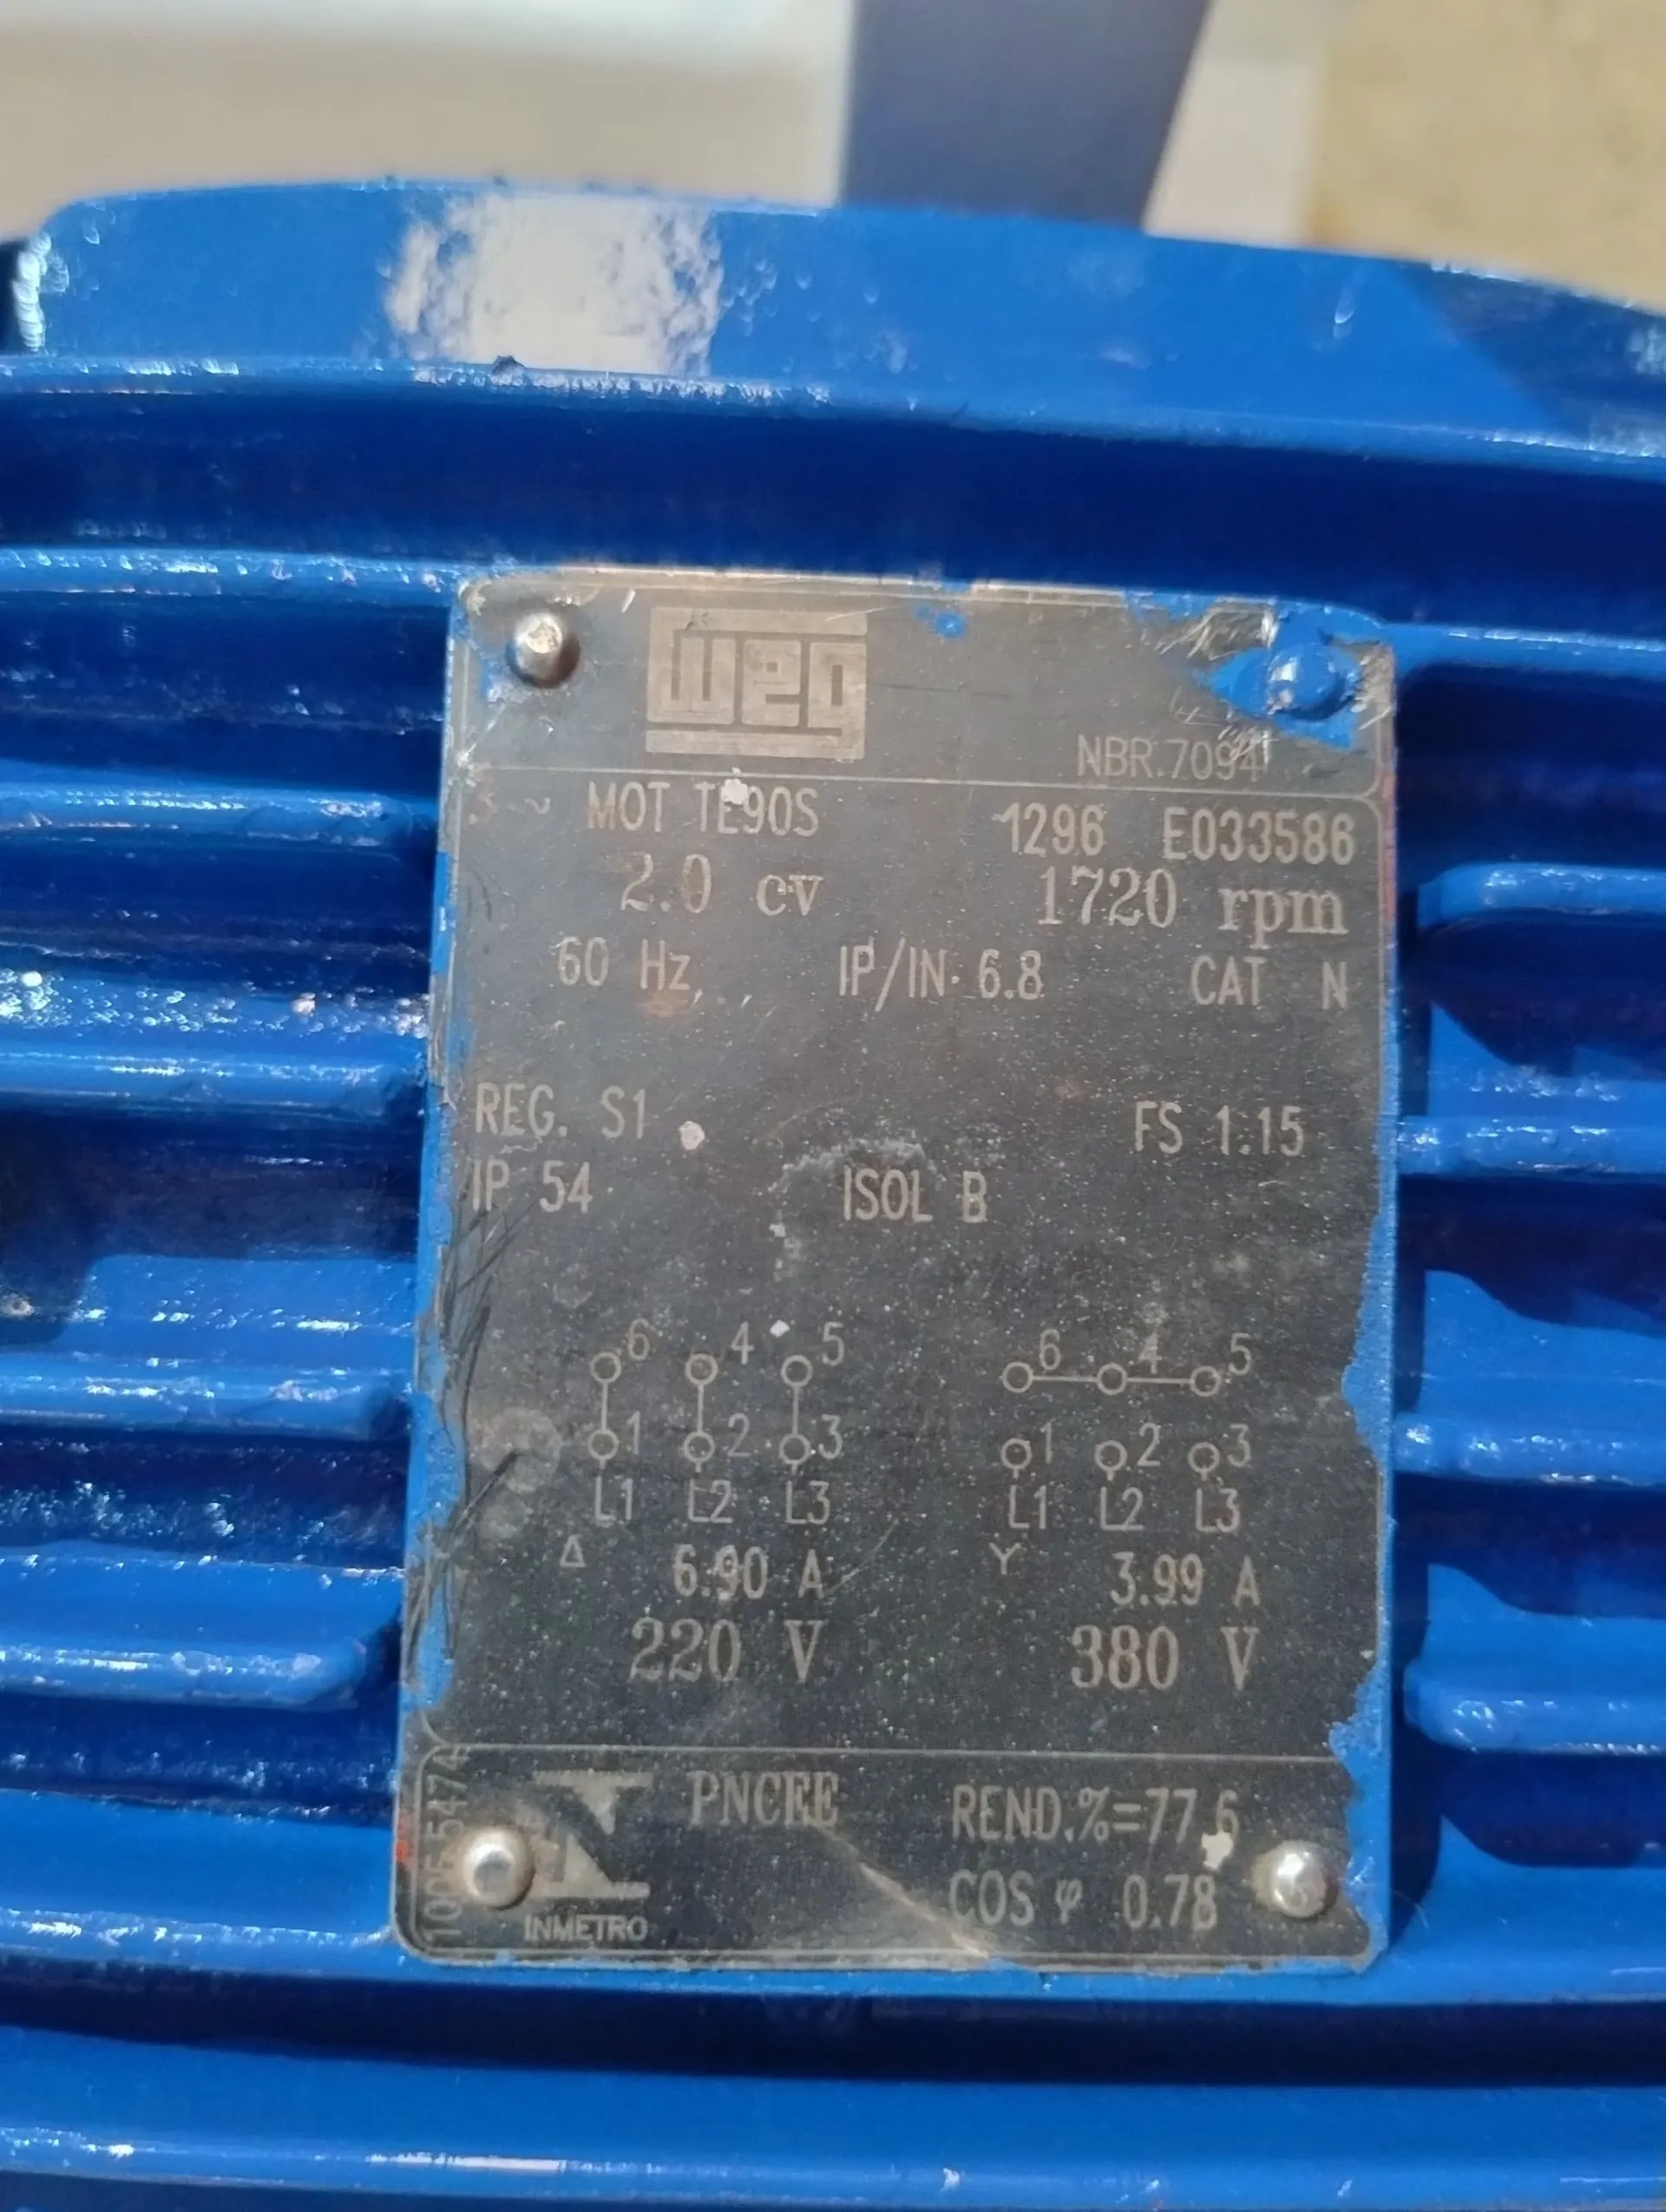 weg
NBR.7094
MOT TE90S 1296 E033586
2.0 cv 1720 rpm
60 Hz IP/IN 6.8 CAT N
REG. S1 FS 1.15
IP 54 ISOL B
6 4 5 6 4 5
1 2 3 1 2 3
L1 L2 L3 L1 L2 L3
Δ 6.90 A Y 3.99 A
220 V 380 V
PNCEE REND.%=77.6
COS φ 0.78
INMETRO